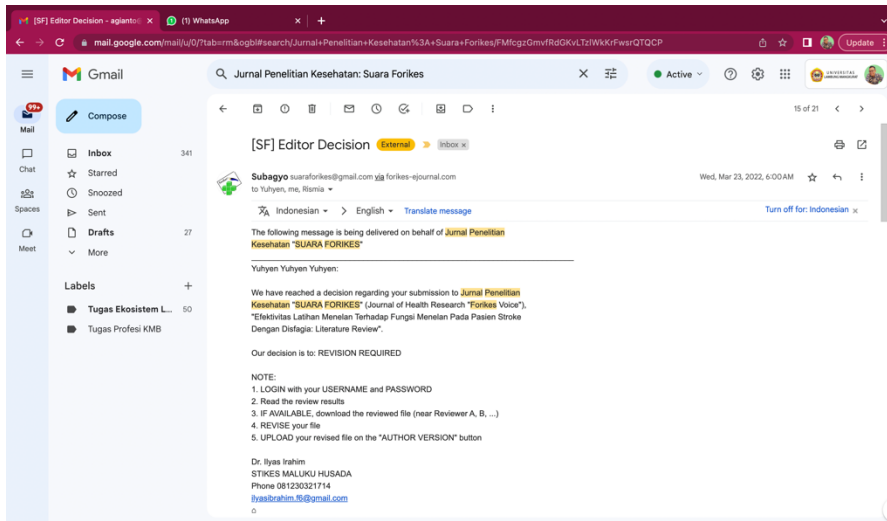 [SF] Editor Decision - agianto@
(1) WhatsApp
mail.google.com/mail/u/0/?tab=rm&ogbl#search/Jurnal+Penelitian+Kesehatan%3A+Suara+Forikes/FMfcgzGmvfRdGKvLTzlWkKrFwsrQTQCP
Update
Gmail
Jurnal Penelitian Kesehatan: Suara Forikes
Active
UNIVERSITAS
99+
Mail
Chat
Spaces
Meet
Compose
Inbox 341
Starred
Snoozed
Sent
Drafts 27
More
Labels
Tugas Ekosistem L... 50
Tugas Profesi KMB
15 of 21
[SF] Editor Decision External Inbox x
Subagyo suaraforikes@gmail.com via forikes-ejournal.com
Wed, Mar 23, 2022, 6:00 AM
to Yuhyen, me, Rismia
Indonesian > English Translate message
Turn off for: Indonesian x
The following message is being delivered on behalf of Jurnal Penelitian
Kesehatan "SUARA FORIKES"
Yuhyen Yuhyen Yuhyen:
We have reached a decision regarding your submission to Jurnal Penelitian
Kesehatan "SUARA FORIKES" (Journal of Health Research "Forikes Voice"),
"Efektivitas Latihan Menelan Terhadap Fungsi Menelan Pada Pasien Stroke
Dengan Disfagia: Literature Review".
Our decision is to: REVISION REQUIRED
NOTE:
1. LOGIN with your USERNAME and PASSWORD
2. Read the review results
3. IF AVAILABLE, download the reviewed file (near Reviewer A, B, ...)
4. REVISE your file
5. UPLOAD your revised file on the "AUTHOR VERSION" button
Dr. Ilyas Irahim
STIKES MALUKU HUSADA
Phone 081230321714
ilyasibrahim.f6@gmail.com